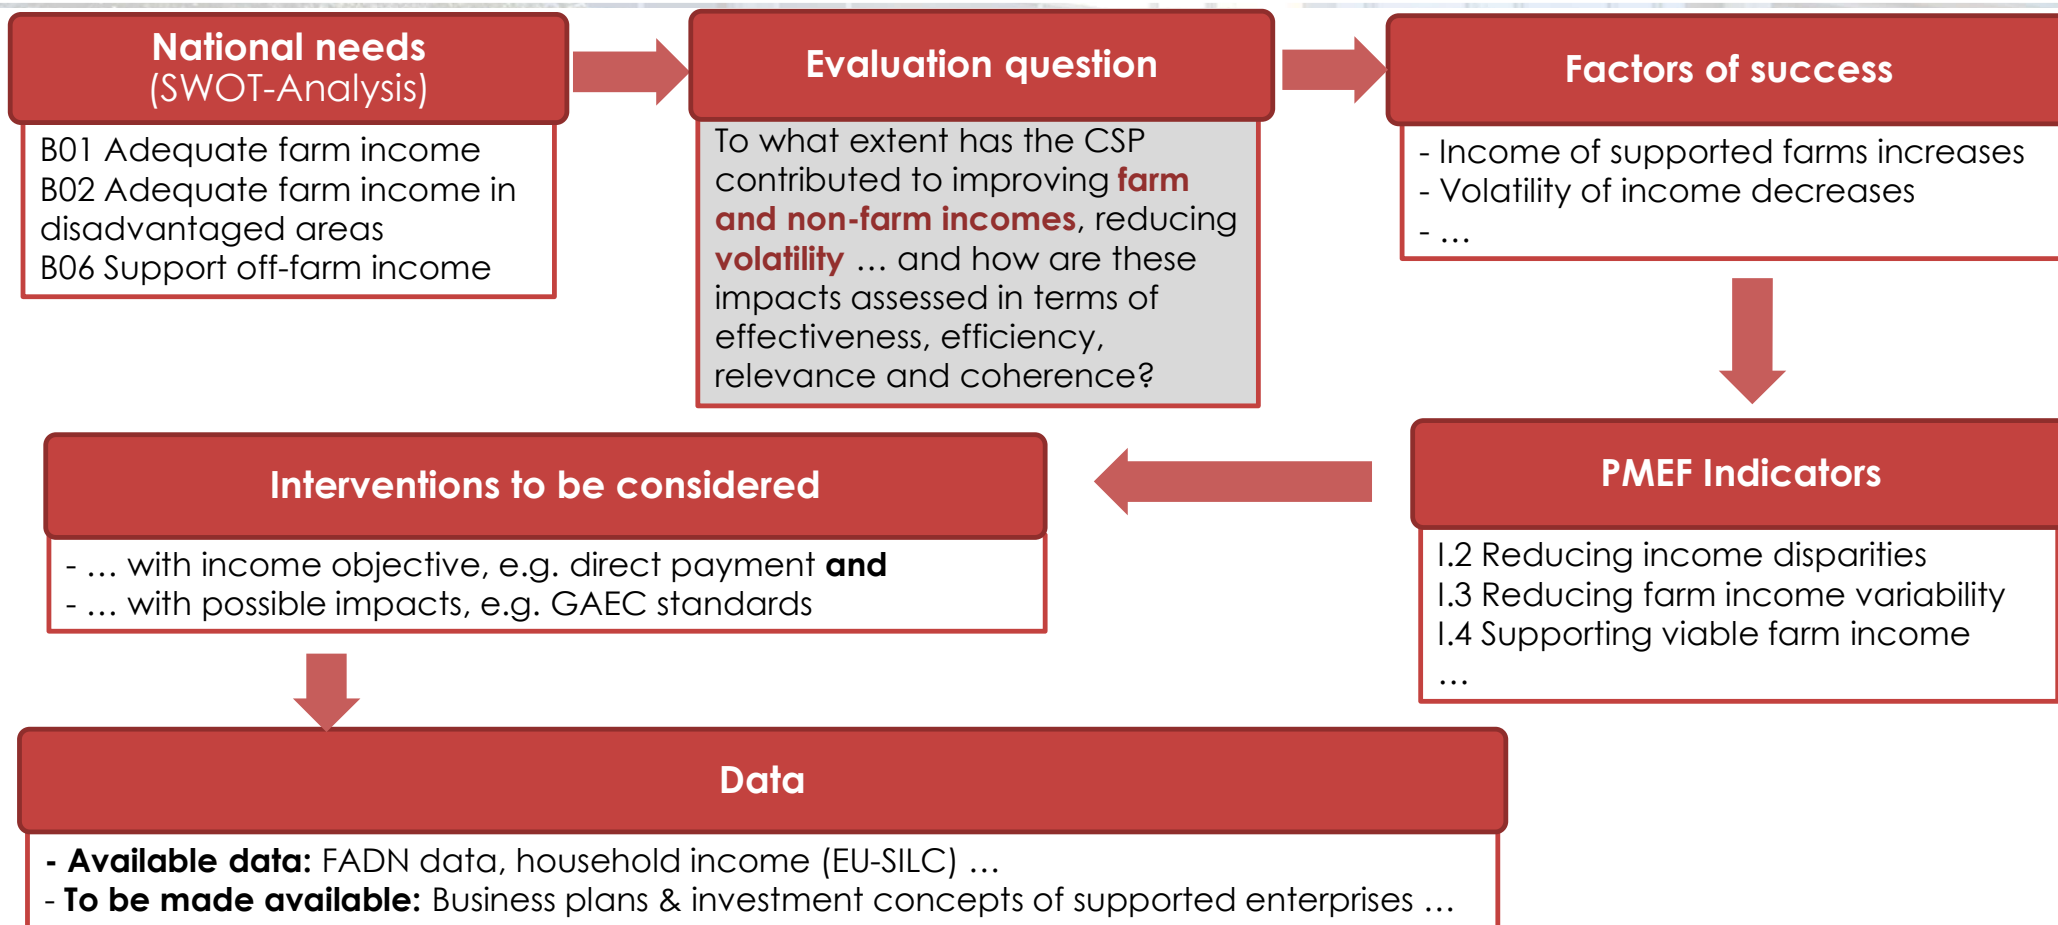 National needs
(SWOT-Analysis)
B01 Adequate farm income
B02 Adequate farm income in
disadvantaged areas
B06 Support off-farm income
Evaluation question
To what extent has the CSP
contributed to improving farm
and non-farm incomes, reducing
volatility … and how are these
impacts assessed in terms of
effectiveness, efficiency,
relevance and coherence?
Factors of success
- Income of supported farms increases
- Volatility of income decreases
- …
PMEF Indicators
I.2 Reducing income disparities
I.3 Reducing farm income variability
I.4 Supporting viable farm income
…
Interventions to be considered
- … with income objective, e.g. direct payment and
- … with possible impacts, e.g. GAEC standards
Data
- Available data: FADN data, household income (EU-SILC) …
- To be made available: Business plans & investment concepts of supported enterprises …